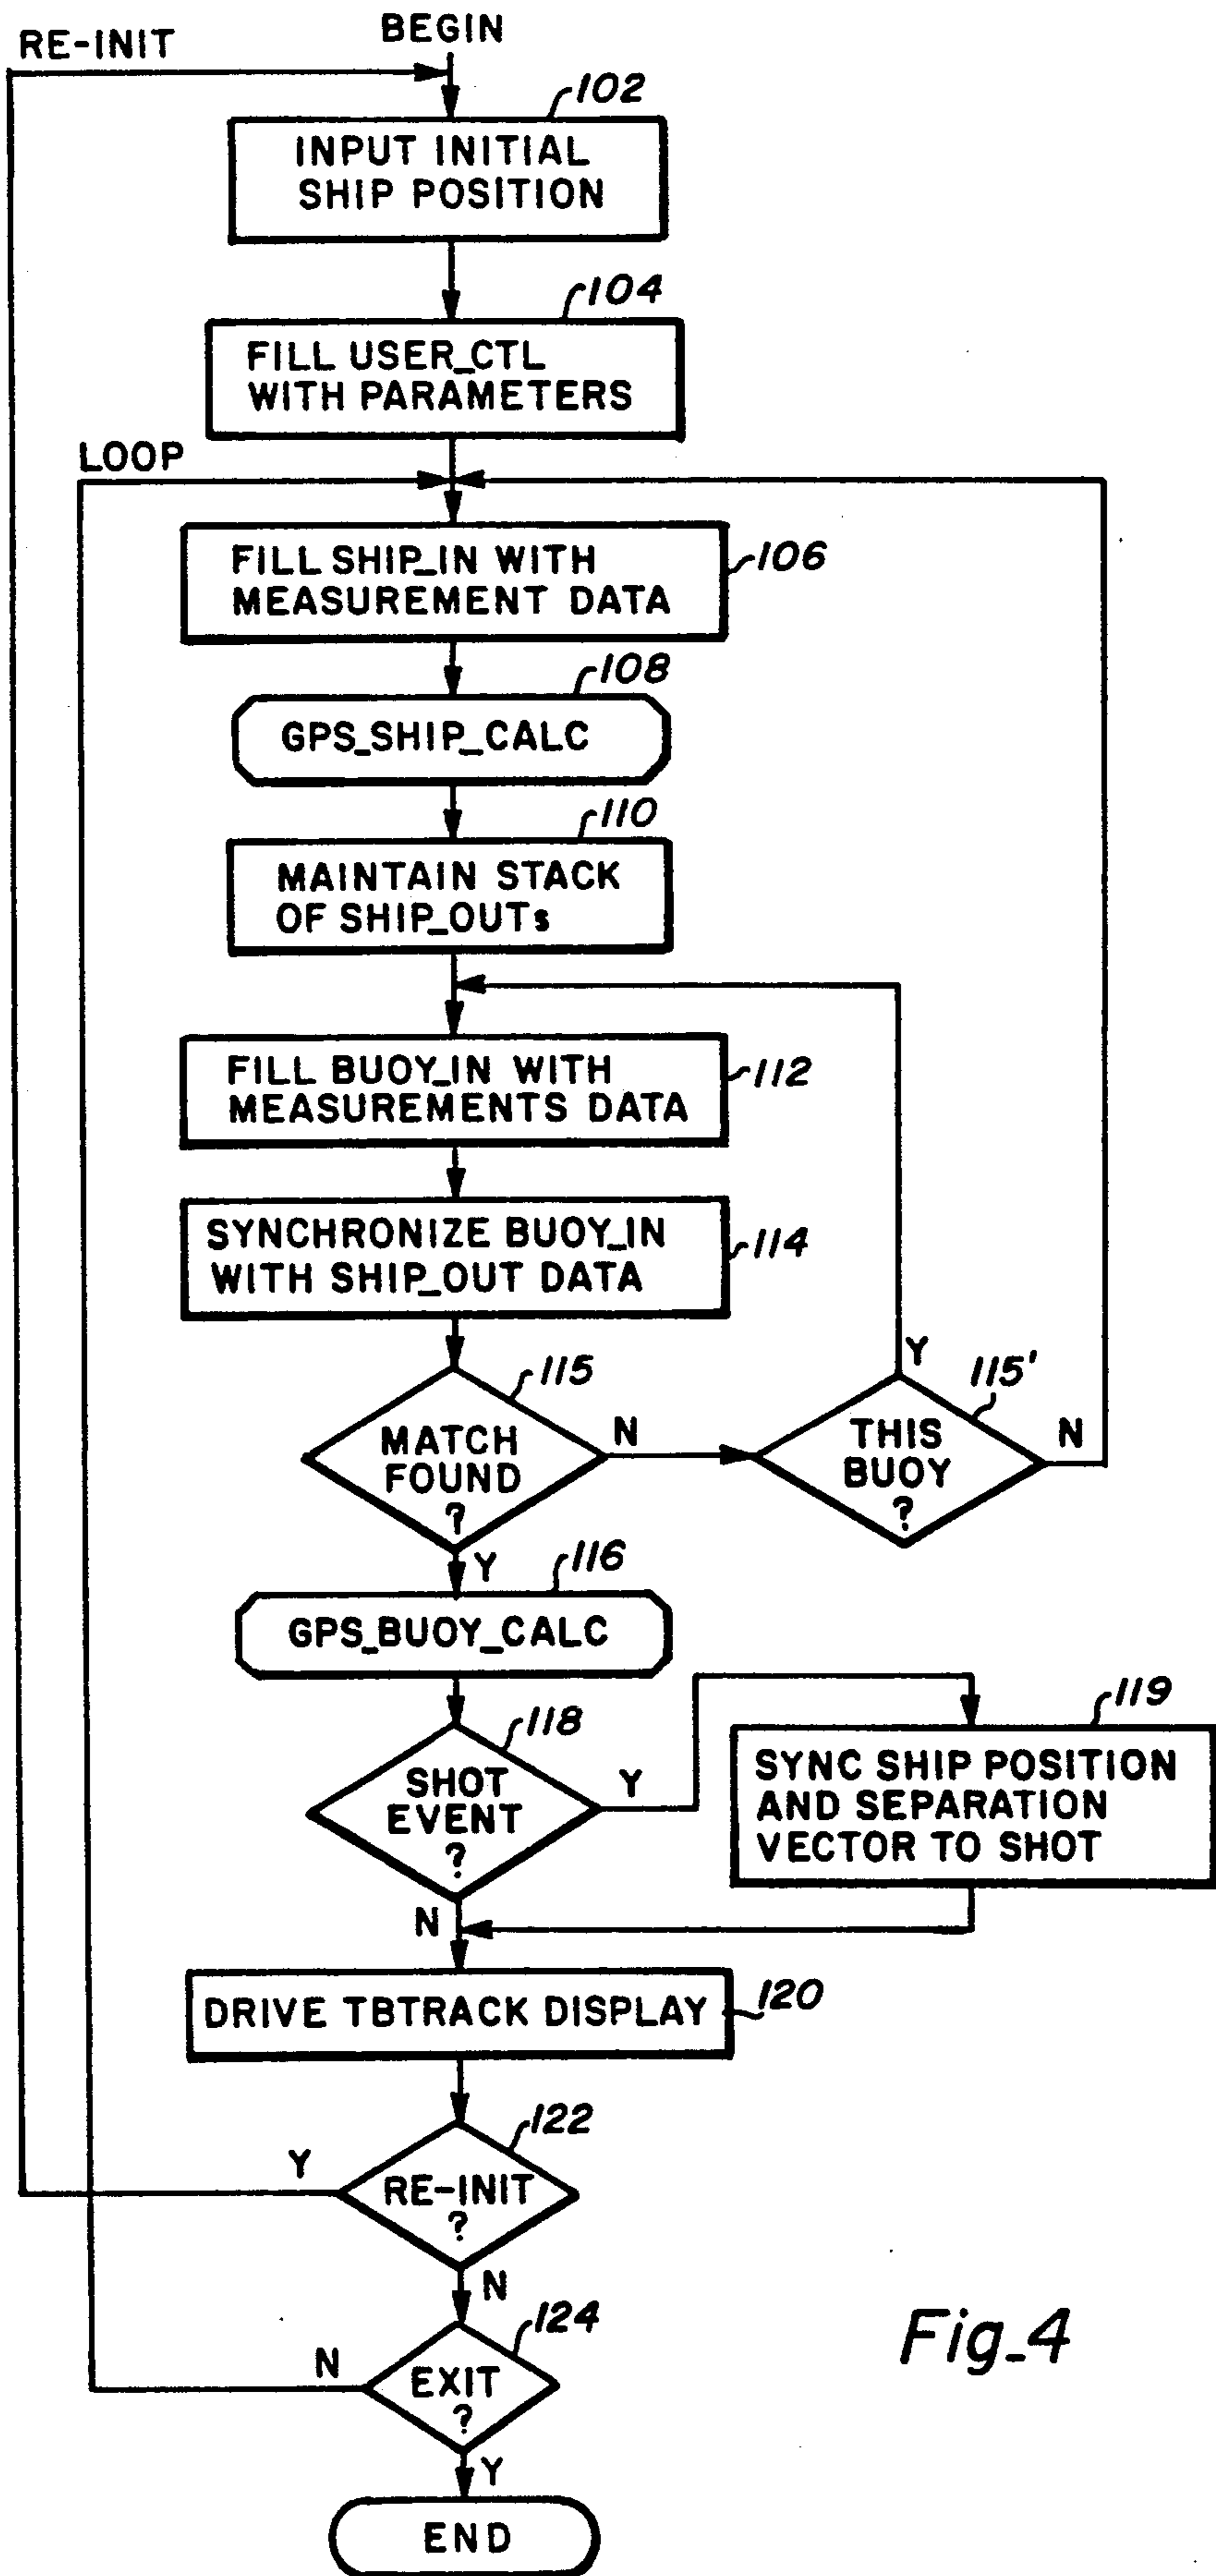 RE-INIT
BEGIN
102
INPUT INITIAL
SHIP POSITION
104
FILL USER_CTL
WITH PARAMETERS
LOOP
FILL SHIP_IN WITH
MEASUREMENT DATA
106
108
GPS_SHIP_CALC
110
MAINTAIN STACK
OF SHIP_OUTs
FILL BUOY_IN WITH
MEASUREMENTS DATA
112
SYNCHRONIZE BUOY_IN
WITH SHIP_OUT DATA
114
115
MATCH
FOUND
?
N
Y
115'
THIS
BUOY
?
N
Y
116
GPS_BUOY_CALC
118
SHOT
EVENT
?
Y
119
SYNC SHIP POSITION
AND SEPARATION
VECTOR TO SHOT
N
DRIVE TBTRACK DISPLAY
120
122
Y
RE-INIT
?
N
124
N
EXIT
?
Y
END
Fig_4